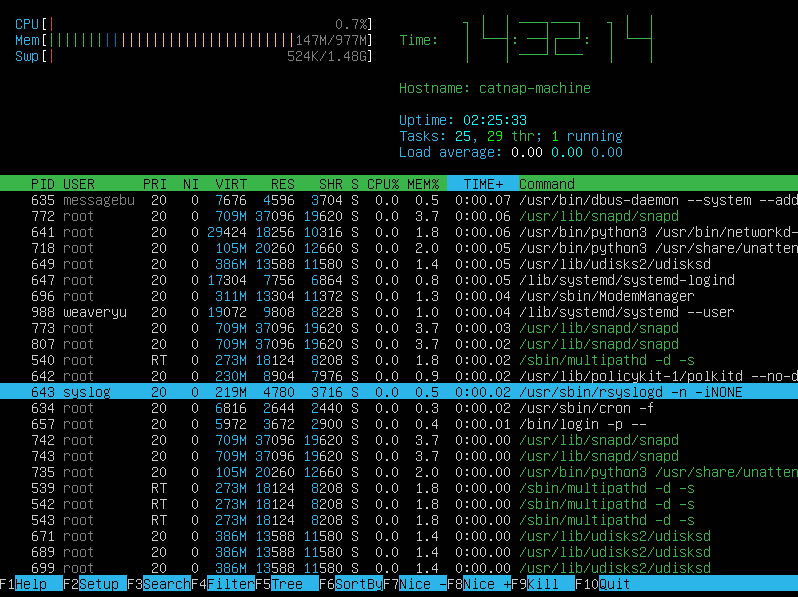 CPU[|                                   0.7%]
Mem[|||||||||||||||||||||||||||||||147M/977M]
Swp[|                             524K/1.48G]
Time: 14:32:14
Hostname: catnap-machine
Uptime: 02:25:33
Tasks: 25, 29 thr; 1 running
Load average: 0.00 0.00 0.00
PID USER PRI NI VIRT RES SHR S CPU% MEM% TIME+ Command
635 messagebu 20 0 7676 4596 3704 S 0.0 0.5 0:00.07 /usr/bin/dbus-daemon --system --add
772 root 20 0 709M 37096 19620 S 0.0 3.7 0:00.06 /usr/lib/snapd/snapd
641 root 20 0 29424 18256 10316 S 0.0 1.8 0:00.06 /usr/bin/python3 /usr/bin/networkd-
718 root 20 0 105M 20260 12660 S 0.0 2.0 0:00.05 /usr/bin/python3 /usr/share/unatten
649 root 20 0 386M 13588 11580 S 0.0 1.4 0:00.05 /usr/lib/udisks2/udisksd
647 root 20 0 17304 7756 6864 S 0.0 0.8 0:00.05 /lib/systemd/systemd-logind
696 root 20 0 311M 13304 11372 S 0.0 1.3 0:00.04 /usr/sbin/ModemManager
988 weaveryu 20 0 19072 9808 8228 S 0.0 1.0 0:00.04 /lib/systemd/systemd --user
773 root 20 0 709M 37096 19620 S 0.0 3.7 0:00.03 /usr/lib/snapd/snapd
807 root 20 0 709M 37096 19620 S 0.0 3.7 0:00.02 /usr/lib/snapd/snapd
540 root RT 0 273M 18124 8208 S 0.0 1.8 0:00.02 /sbin/multipathd -d -s
642 root 20 0 230M 8904 7976 S 0.0 0.9 0:00.02 /usr/lib/policykit-1/polkitd --no-d
643 syslog 20 0 219M 4780 3716 S 0.0 0.5 0:00.02 /usr/sbin/rsyslogd -n -iNONE
634 root 20 0 6816 2644 2440 S 0.0 0.3 0:00.02 /usr/sbin/cron -f
657 root 20 0 5972 3672 2900 S 0.0 0.4 0:00.01 /bin/login -p --
742 root 20 0 709M 37096 19620 S 0.0 3.7 0:00.00 /usr/lib/snapd/snapd
743 root 20 0 709M 37096 19620 S 0.0 3.7 0:00.00 /usr/lib/snapd/snapd
735 root 20 0 105M 20260 12660 S 0.0 2.0 0:00.00 /usr/bin/python3 /usr/share/unatten
539 root RT 0 273M 18124 8208 S 0.0 1.8 0:00.00 /sbin/multipathd -d -s
542 root RT 0 273M 18124 8208 S 0.0 1.8 0:00.00 /sbin/multipathd -d -s
543 root RT 0 273M 18124 8208 S 0.0 1.8 0:00.00 /sbin/multipathd -d -s
671 root 20 0 386M 13588 11580 S 0.0 1.4 0:00.00 /usr/lib/udisks2/udisksd
689 root 20 0 386M 13588 11580 S 0.0 1.4 0:00.00 /usr/lib/udisks2/udisksd
699 root 20 0 386M 13588 11580 S 0.0 1.4 0:00.00 /usr/lib/udisks2/udisksd
F1Help F2Setup F3SearchF4FilterF5Tree F6SortByF7Nice -F8Nice +F9Kill F10Quit